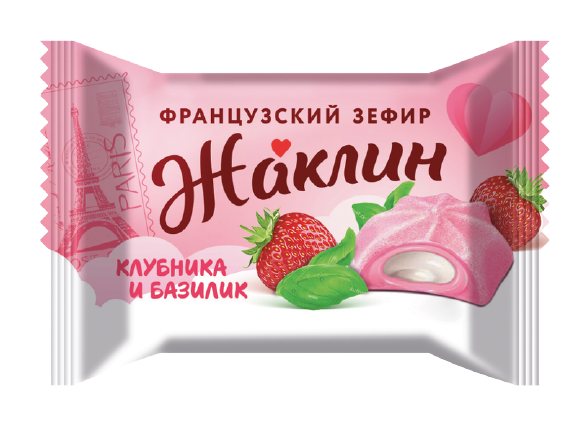 PARIS
ФРАНЦУЗСКИЙ ЗЕФИР
Жаклин
КЛУБНИКА
И БАЗИЛИК